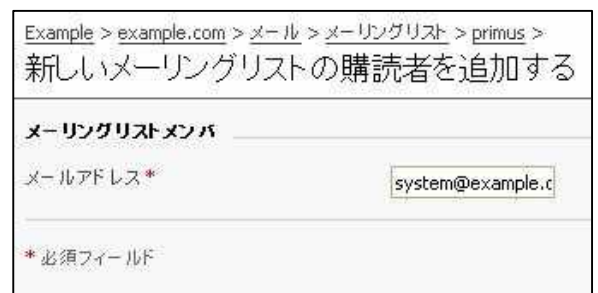 Example > example.com > メール > メーリングリスト > primus >
新しいメーリングリストの購読者を追加する
メーリングリストメンバ
メールアドレス *
system@example.c
* 必須フィールド